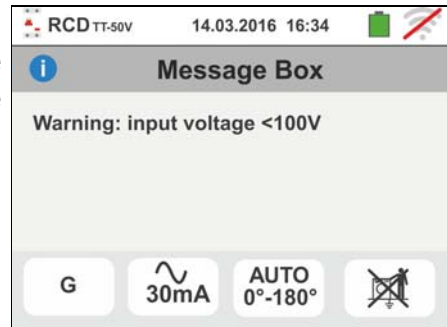 RCD TT-50V 14.03.2016 16:34
i Message Box
Warning: input voltage <100V
G
30mA
AUTO
0°-180°